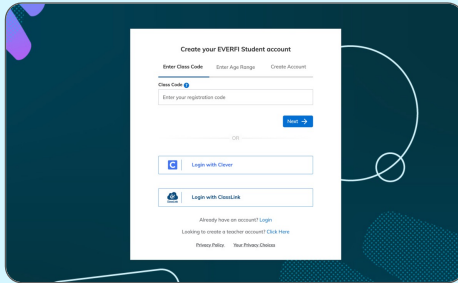 Create your EVERFI Student account
Enter Class Code Enter Age Range Create Account
Class Code ?
Enter your registration code
Next →
OR
C Login with Clever
Login with ClassLink
Already have an account? Login
Looking to create a teacher account? Click Here
Privacy Policy Your Privacy Choices